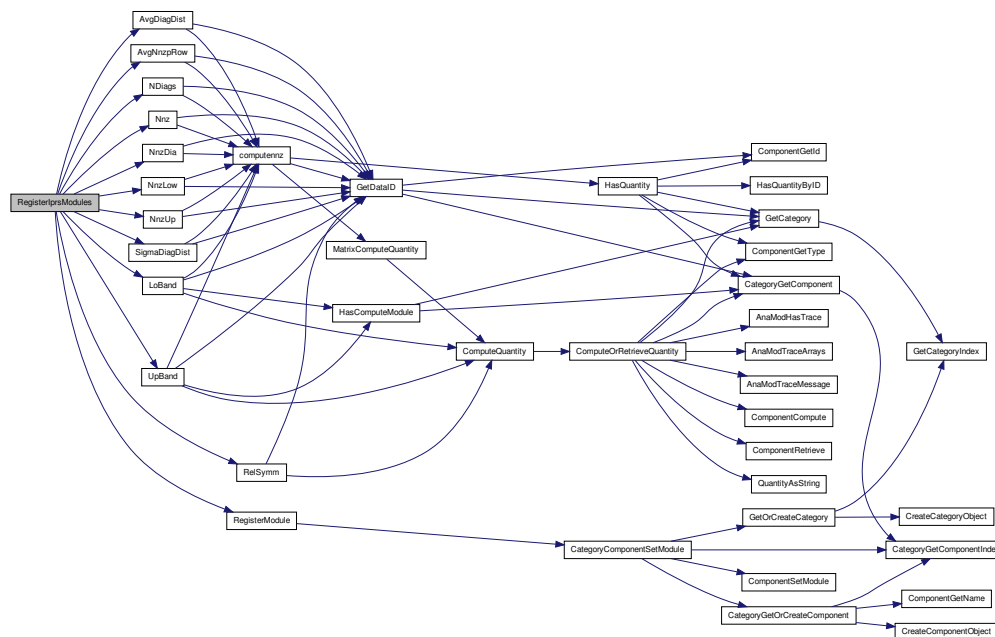 AvgDiagDist
AvgNnzpRow
NDiags
Nnz
NnzDia
NnzLow
RegisterIprsModules
NnzUp
SigmaDiagDist
LoBand
UpBand
computennz
RelSymm
RegisterModule
GetDataID
MatrixComputeQuantity
HasComputeModule
ComputeQuantity
HasQuantity
ComputeOrRetrieveQuantity
CategoryComponentSetModule
ComponentGetId
HasQuantityByID
GetCategory
ComponentGetType
CategoryGetComponent
AnaModHasTrace
AnaModTraceArrays
AnaModTraceMessage
ComponentCompute
ComponentRetrieve
QuantityAsString
GetOrCreateCategory
ComponentSetModule
CategoryGetOrCreateComponent
GetCategoryIndex
CreateCategoryObject
CategoryGetComponentInde
ComponentGetName
CreateComponentObject